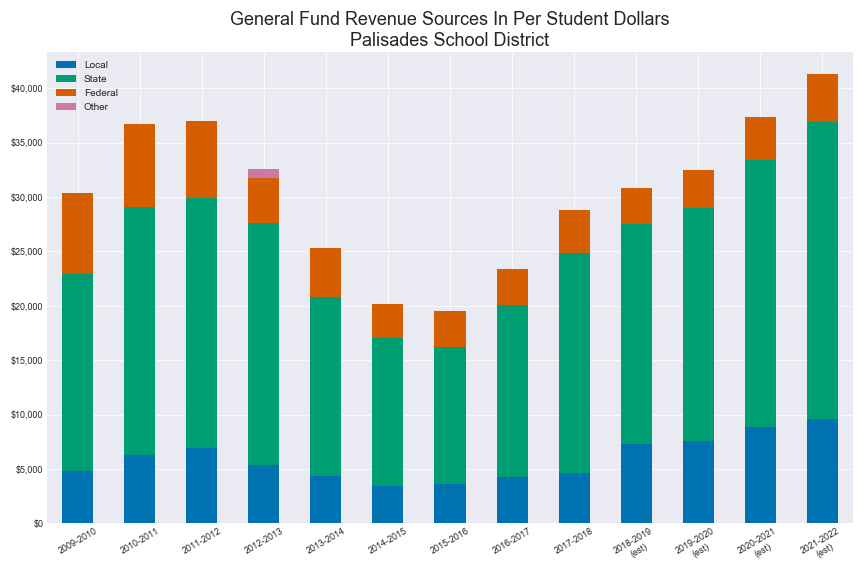 General Fund Revenue Sources In Per Student Dollars
Palisades School District
Local
State
Federal
Other
$40,000
$35,000
$30,000
$25,000
$20,000
$15,000
$10,000
$5,000
$0
2009-2010
2010-2011
2011-2012
2012-2013
2013-2014
2014-2015
2015-2016
2016-2017
2017-2018
2018-2019
(est)
2019-2020
(est)
2020-2021
(est)
2021-2022
(est)